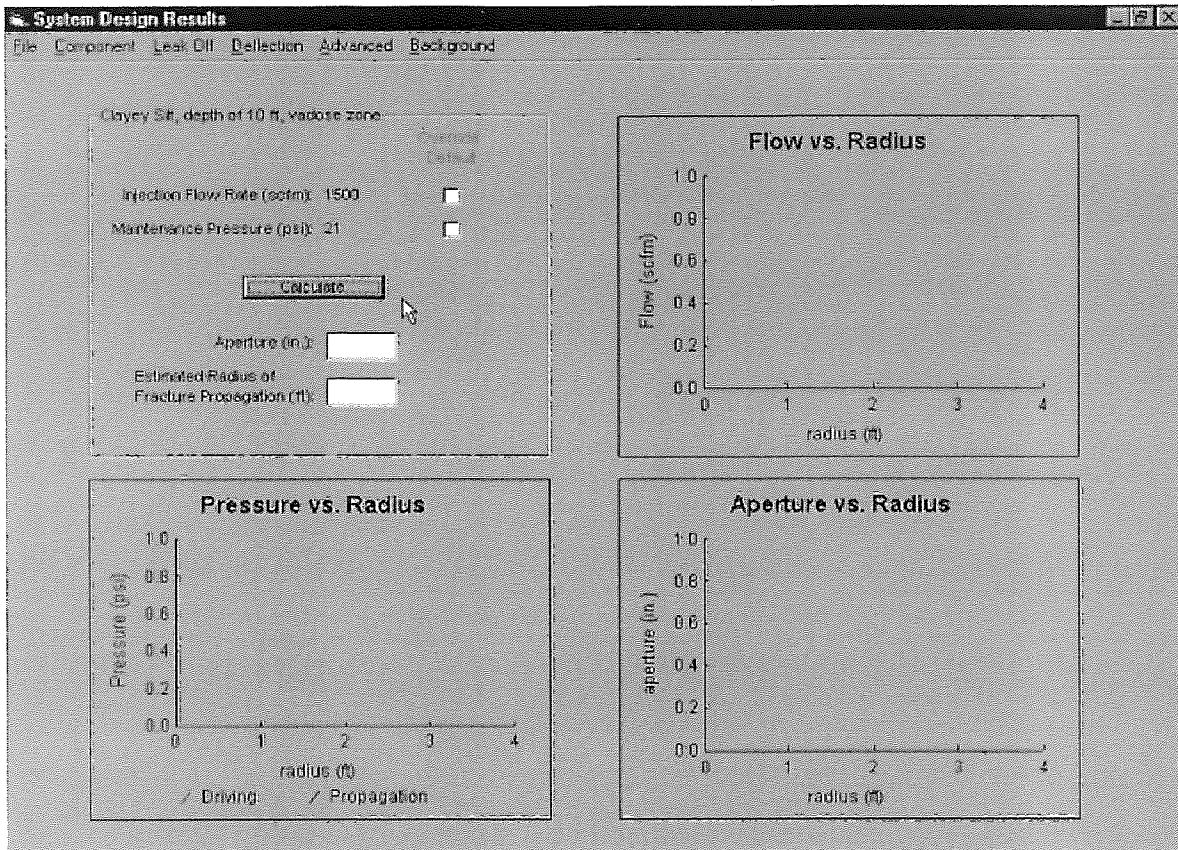 System Design Results
File Component Leak Off Deflection Advanced Background
Clayey Silt, depth of 10 ft, vadose zone
Override
Default
Injection Flow Rate (scfm): 1500
Maintenance Pressure (psi): 21
Calculate
Aperture (in.):
Estimated Radius of
Fracture Propagation (ft):
Flow vs. Radius
Flow (scfm)
1.0
0.8
0.6
0.4
0.2
0.0
0 1 2 3 4
radius (ft)
Pressure vs. Radius
Pressure (psi)
1.0
0.8
0.6
0.4
0.2
0.0
0 1 2 3 4
radius (ft)
Driving Propagation
Aperture vs. Radius
aperture (in.)
1.0
0.8
0.6
0.4
0.2
0.0
0 1 2 3 4
radius (ft)